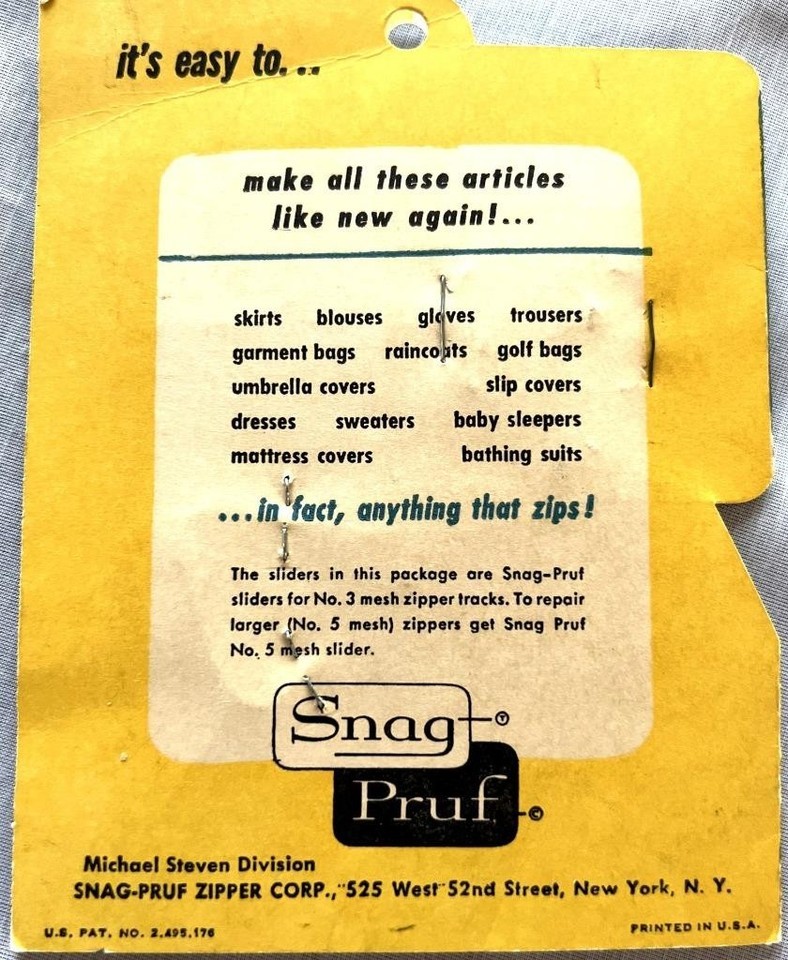 it's easy to...
make all these articles
like new again!...
skirts blouses gloves trousers
garment bags raincoats golf bags
umbrella covers slip covers
dresses sweaters baby sleepers
mattress covers bathing suits
...in fact, anything that zips!
The sliders in this package are Snag-Pruf
sliders for No. 3 mesh zipper tracks. To repair
larger (No. 5 mesh) zippers get Snag Pruf
No. 5 mesh slider.
Snag Ⓣ
Pruf ©
Michael Steven Division
SNAG-PRUF ZIPPER CORP., 525 West 52nd Street, New York, N. Y.
U.S. PAT. NO. 2,495,176
PRINTED IN U.S.A.